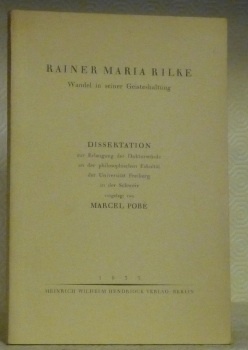 RAINER MARIA RILKE
Wandel in seiner Geisteshaltung
DISSERTATION
zur Erlangung der Doktorwürde
an der philosophischen Fakultät
der Universität Freiburg
in der Schweiz
vorgelegt von
MARCEL POBÉ
HEINRICH WILHELM HENDRIOCK VERLAG BERLIN